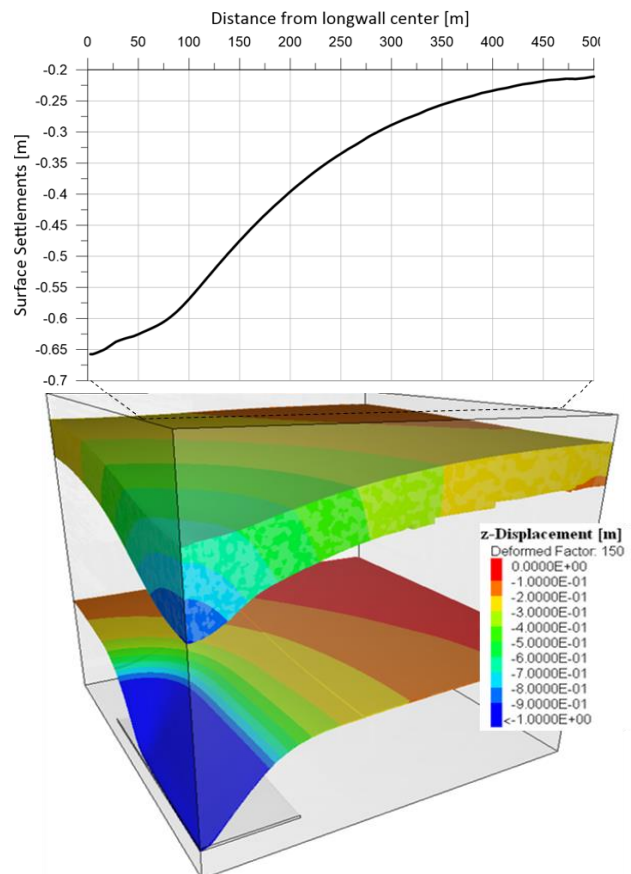 Distance from longwall center [m]
0 50 100 150 200 250 300 350 400 450 50
Surface Settlements [m]
-0.2
-0.25
-0.3
-0.35
-0.4
-0.45
-0.5
-0.55
-0.6
-0.65
-0.7
z-Displacement [m]
Deformed Factor: 150
0.0000E+00
-1.0000E-01
-2.0000E-01
-3.0000E-01
-4.0000E-01
-5.0000E-01
-6.0000E-01
-7.0000E-01
-8.0000E-01
-9.0000E-01
<-1.0000E+00